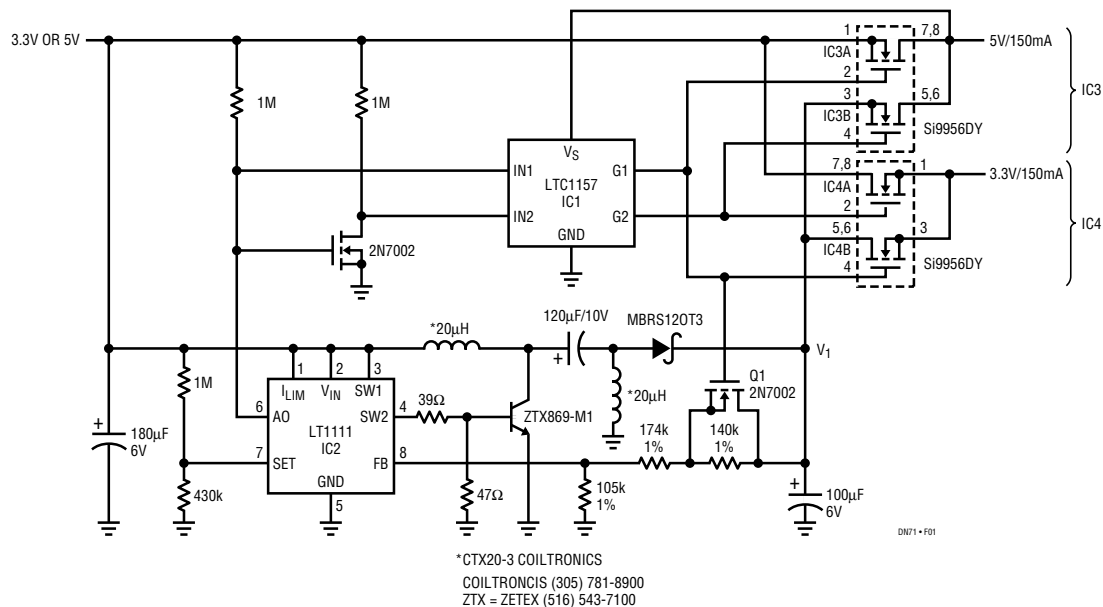 3.3V OR 5V
1M
1M
IN1
IN2
VS
LTC1157
IC1
GND
G1
G2
2N7002
1
IC3A
2
3
IC3B
4
7,8
5,6
Si9956DY
5V/150mA
IC3
7,8
IC4A
2
5,6
IC4B
4
1
3
Si9956DY
3.3V/150mA
IC4
*20µH
120µF/10V
+
MBRS120T3
V1
*20µH
Q1
2N7002
1M
430k
+
180µF
6V
1
2
3
ILIM
VIN
SW1
6
AO
7
SET
LT1111
IC2
GND
5
SW2
4
FB
8
39Ω
47Ω
ZTX869-M1
174k
1%
140k
1%
105k
1%
+
100µF
6V
DN71 • F01
*CTX20-3 COILTRONICS
COILTRONCIS (305) 781-8900
ZTX = ZETEX (516) 543-7100